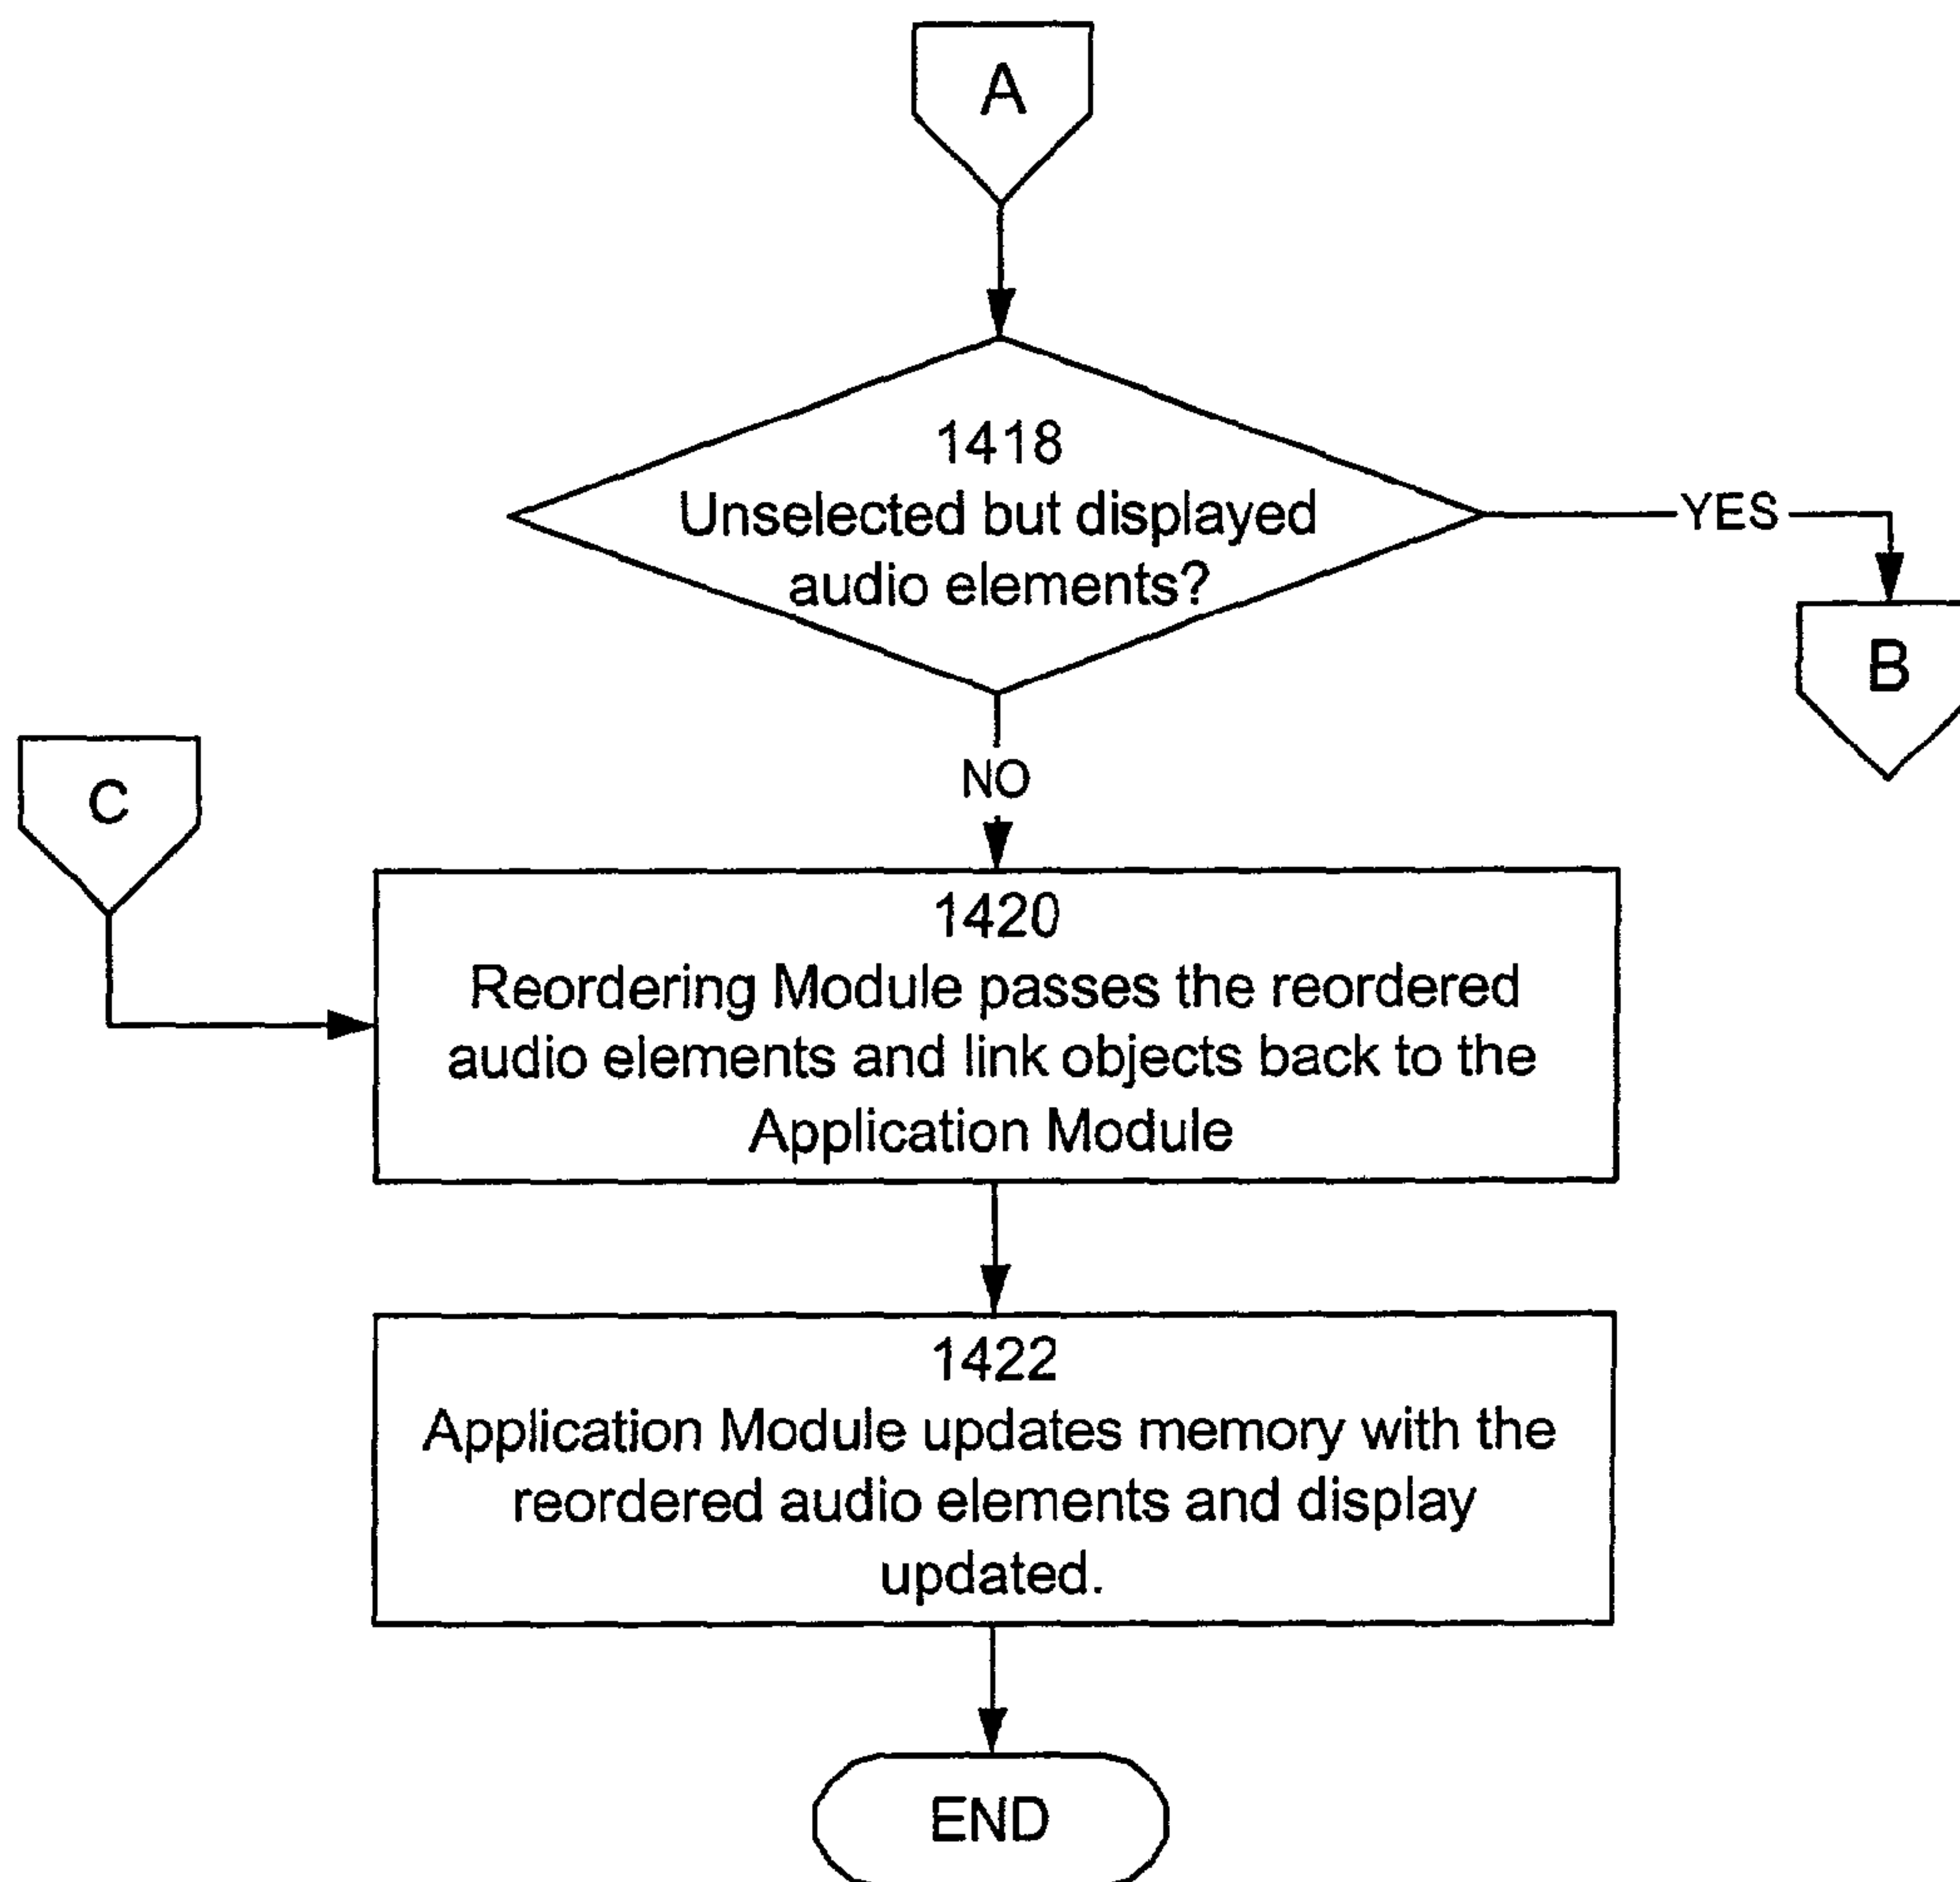 A
1418
Unselected but displayed
audio elements?
YES
B
NO
C
1420
Reordering Module passes the reordered
audio elements and link objects back to the
Application Module
1422
Application Module updates memory with the
reordered audio elements and display
updated.
END